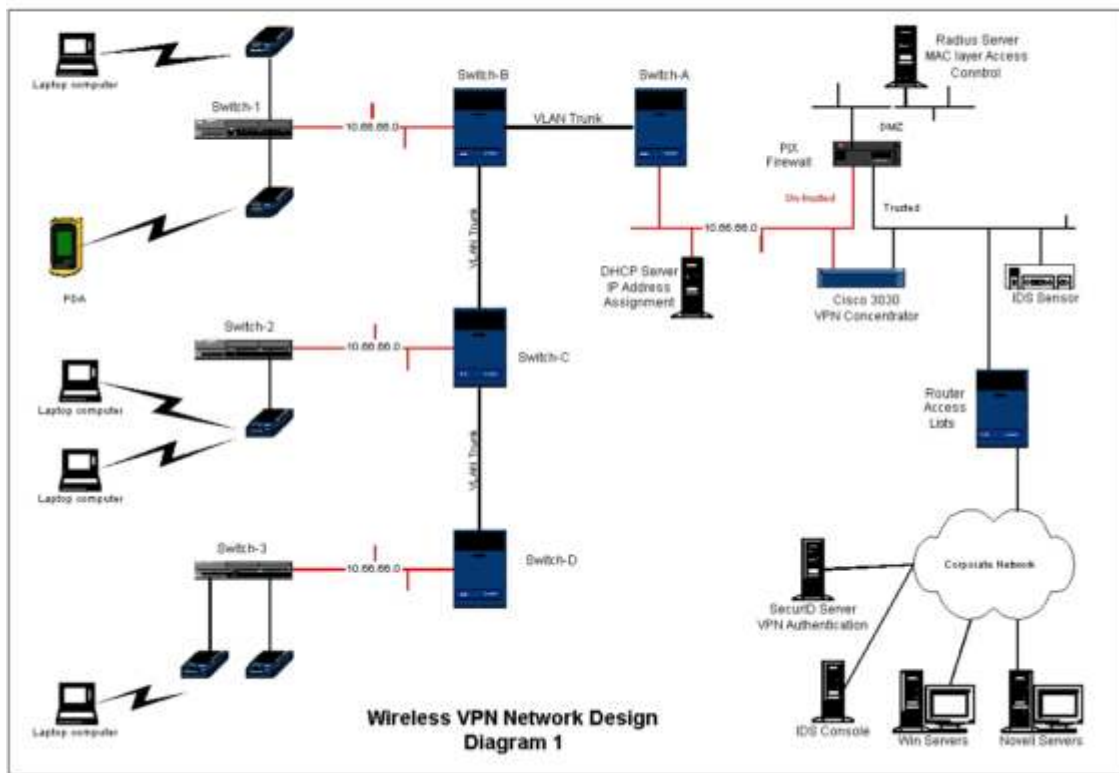 Laptop computer
Switch-1
10.66.66.0
Switch-B
VLAN Trunk
Switch-A
Radius Server
MAC layer Access
Conntrol
DMZ
PIX
Firewall
Un-trusted
Trusted
10.66.66.0
DHCP Server
IP Address
Assignment
Cisco 3030
VPN Concentrator
IDS Sensor
PDA
VLAN Trunk
Switch-2
10.66.66.0
Switch-C
Laptop computer
Laptop computer
VLAN Trunk
Router
Access
Lists
Switch-3
10.66.66.0
Switch-D
Corporate Network
SecurID Server
VPN Authentication
Laptop computer
IDS Console
Win Servers
Novell Servers
Wireless VPN Network Design
Diagram 1